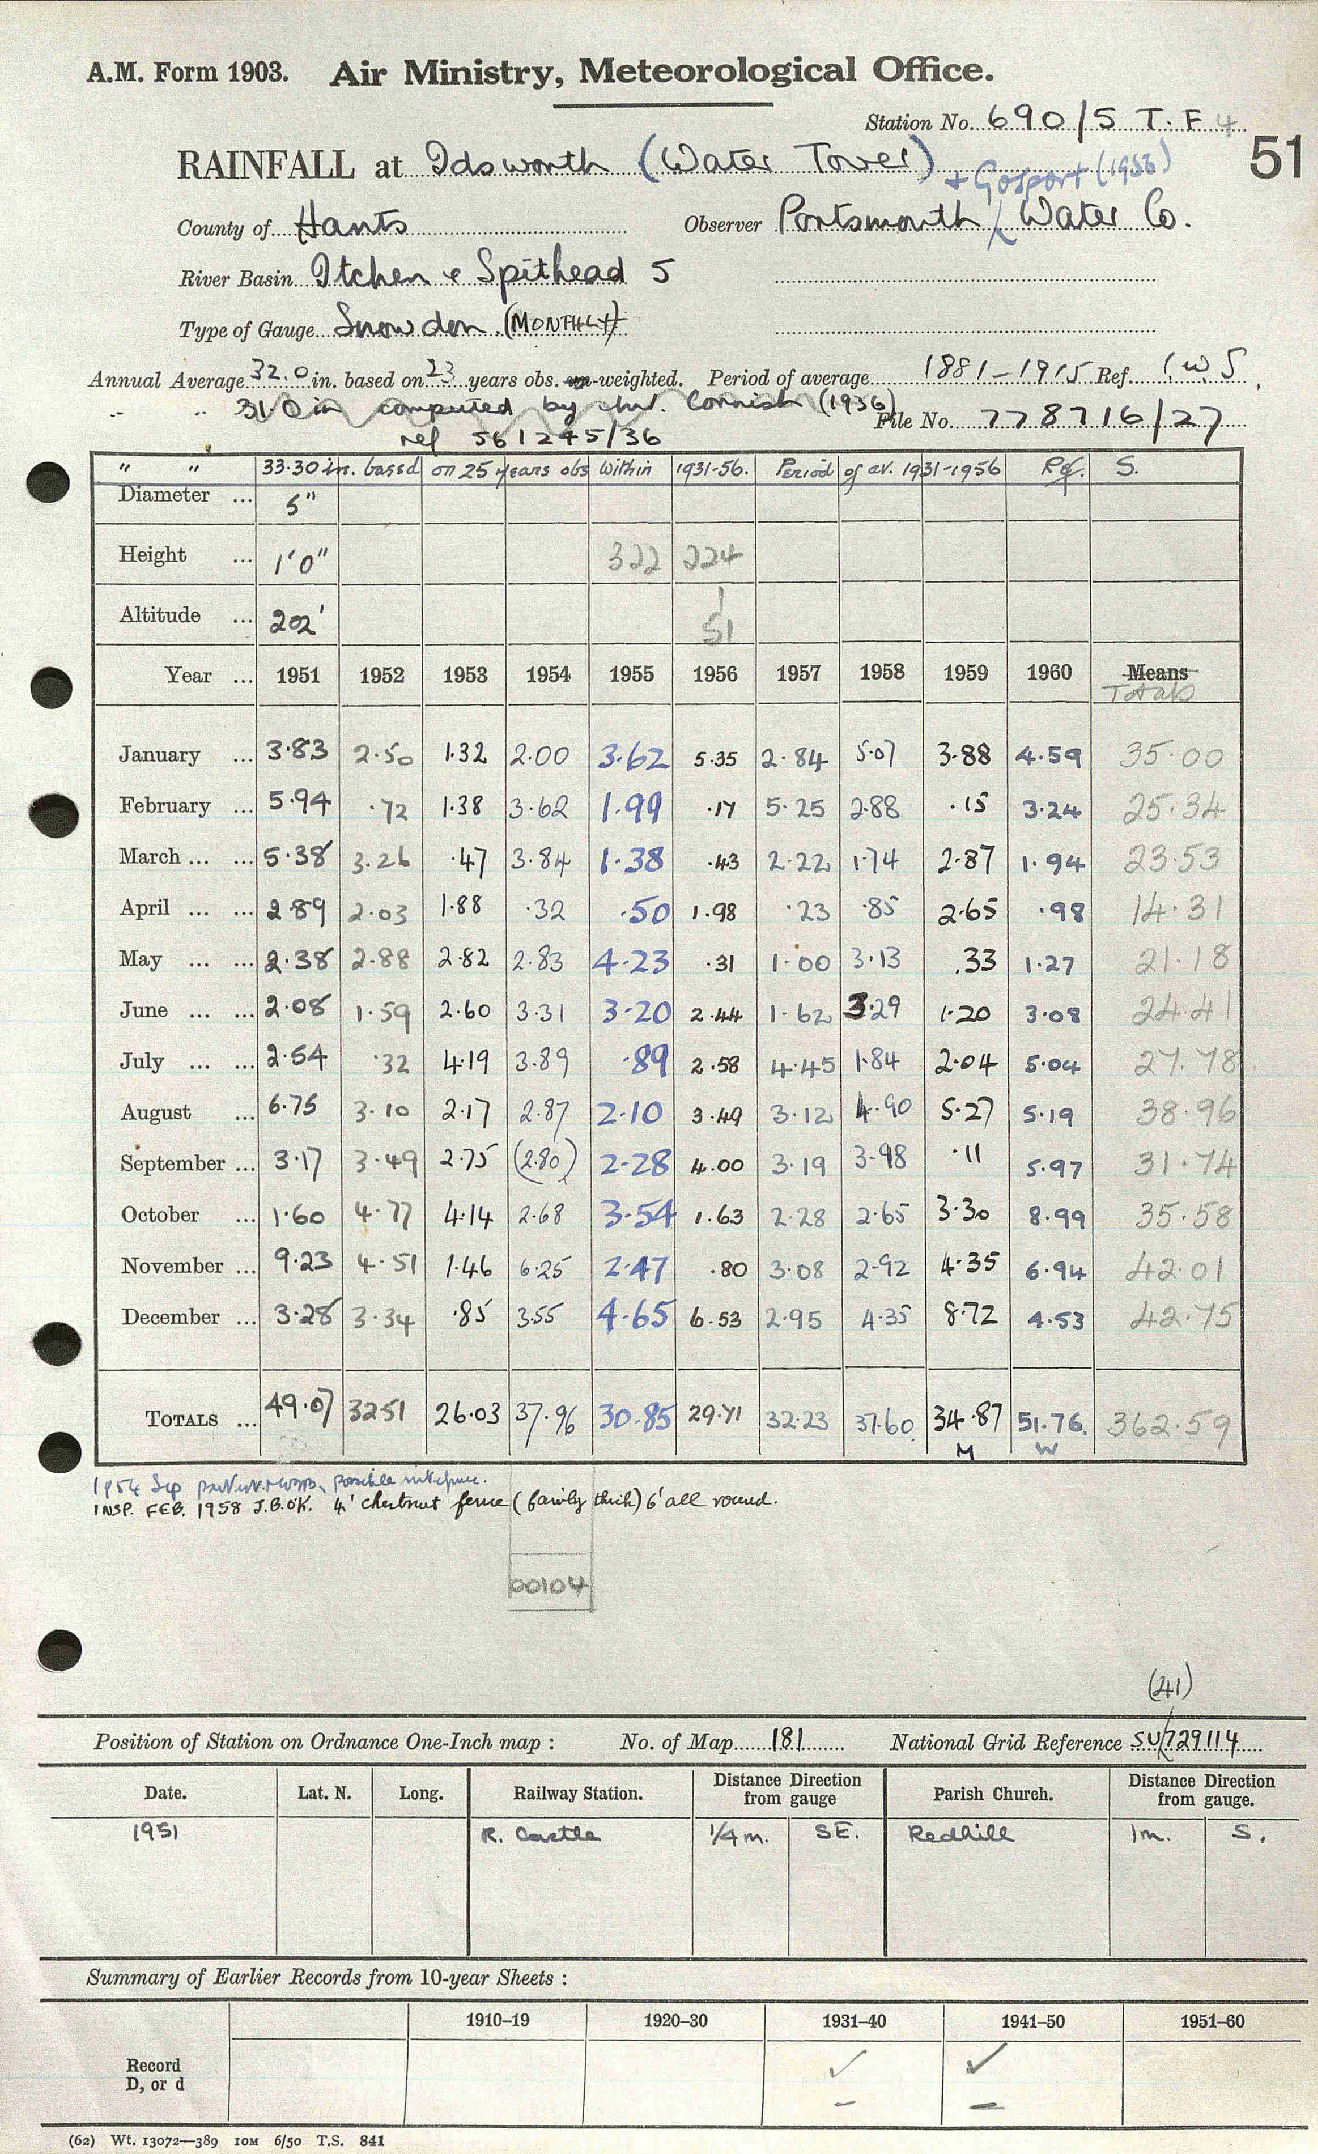 A.M. Form 1903. Air Ministry, Meteorological Office.
Station No. 690/5 T.F 4
RAINFALL at Idsworth (Water Tower) 51
+ Gosport (1956)
County of Hants Observer Portsmouth Water Co.
River Basin Itchen & Spithead 5
Type of Gauge Snowdon (MONTHLY)
Annual Average 32.0 in. based on 23 years obs. un-weighted. Period of average 1881-1915 Ref. I W S
" " 31.0 in computed by Cornish (1936) File No. 778716/27
ref 561245/36
" " 33.30 ins. based on 25 years obs within 1931-56. Period of av. 1931-1956 Ref. S.
Diameter ... 5"
Height ... 1'0" 322 224
Altitude ... 202' 1 51
Year ... 1951 1952 1953 1954 1955 1956 1957 1958 1959 1960 Means
Totals
January ... 3.83 2.50 1.32 2.00 3.62 5.35 2.84 5.07 3.88 4.59 35.00
February ... 5.94 .72 1.38 3.62 1.99 .17 5.25 2.88 .15 3.24 25.34
March ... ... 5.38 3.26 .47 3.84 1.38 .43 2.22 1.74 2.87 1.94 23.53
April ... ... 2.89 2.03 1.88 .32 .50 1.98 .23 .85 2.65 .98 14.31
May ... ... 2.38 2.88 2.82 2.83 4.23 .31 1.00 3.13 .33 1.27 21.18
June ... ... 2.08 1.59 2.60 3.31 3.20 2.44 1.62 3.29 1.20 3.08 24.41
July ... ... 2.54 .32 4.19 3.89 .89 2.58 4.45 1.84 2.04 5.04 27.78
August ... 6.75 3.10 2.17 2.87 2.10 3.49 3.12 4.90 5.27 5.19 38.96
September ... 3.17 3.49 2.75 (2.80) 2.28 4.00 3.19 3.98 .11 5.97 31.74
October ... 1.60 4.77 4.14 2.68 3.54 1.63 2.28 2.65 3.30 8.99 35.58
November ... 9.23 4.51 1.46 6.25 2.47 .80 3.08 2.92 4.35 6.94 42.01
December ... 3.28 3.34 .85 3.55 4.65 6.53 2.95 4.35 8.72 4.53 42.75
TOTALS ... 49.07 32.51 26.03 37.96 30.85 29.71 32.23 37.60 34.87 51.76. 362.59
M W
1954 Sep possible
INSP. FEB. 1958 J.B. OK. 4' chestnut fence (fairly thick) 6' all round.
00104
(41)
Position of Station on Ordnance One-Inch map : No. of Map 181 National Grid Reference SU/729114
Date. Lat. N. Long. Railway Station. Distance Direction from gauge Parish Church. Distance Direction from gauge.
1951 R. Castle 1/4 m. SE. Redhill 1m. S.
Summary of Earlier Records from 10-year Sheets :
1910–19 1920–30 1931–40 1941–50 1951–60
Record ✓ ✓
D, or d – –
(62) Wt. 13072—389 10M 6/50 T.S. 841